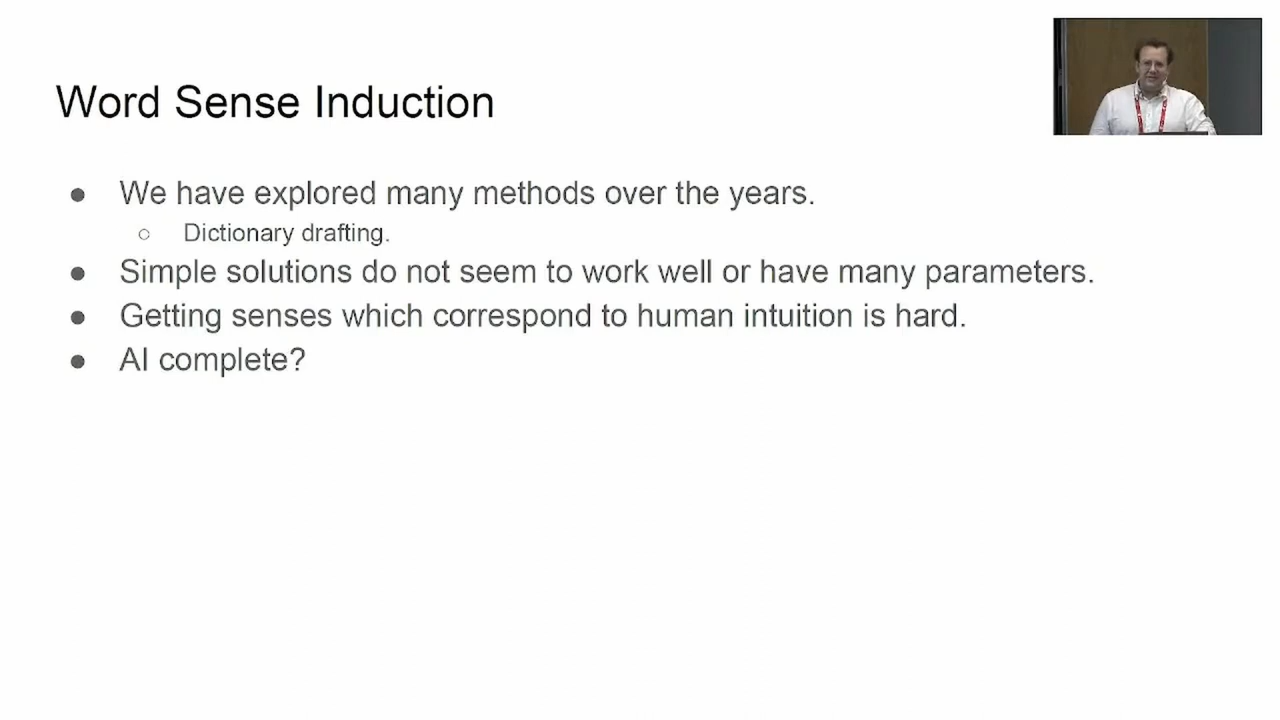 Word Sense Induction
● We have explored many methods over the years.
○ Dictionary drafting.
● Simple solutions do not seem to work well or have many parameters.
● Getting senses which correspond to human intuition is hard.
● AI complete?